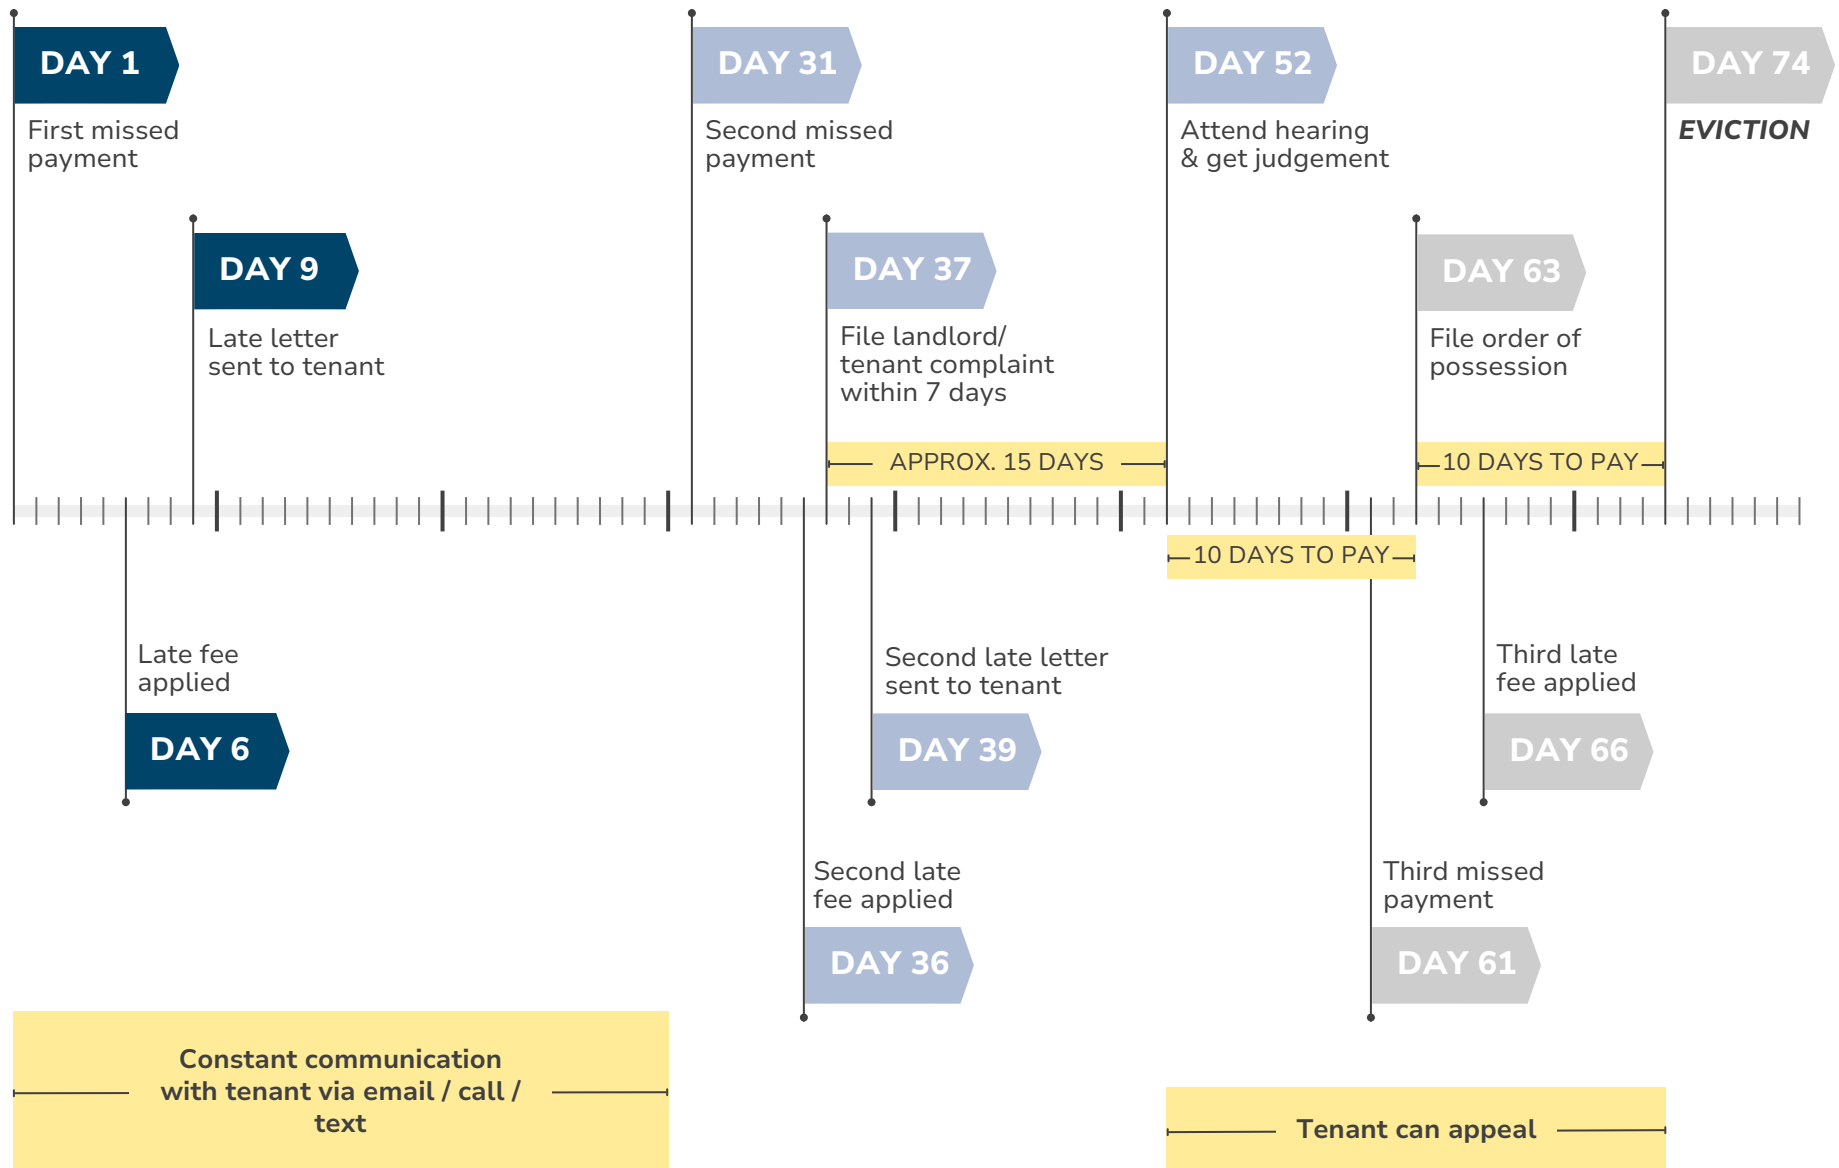 DAY 1
First missed
payment
DAY 31
Second missed
payment
DAY 52
Attend hearing
& get judgement
DAY 74
EVICTION
DAY 9
Late letter
sent to tenant
DAY 37
File landlord/
tenant complaint
within 7 days
DAY 63
File order of
possession
APPROX. 15 DAYS
10 DAYS TO PAY
10 DAYS TO PAY
Late fee
applied
DAY 6
Second late letter
sent to tenant
DAY 39
Third late
fee applied
DAY 66
Second late
fee applied
DAY 36
Third missed
payment
DAY 61
Constant communication
with tenant via email / call /
text
Tenant can appeal